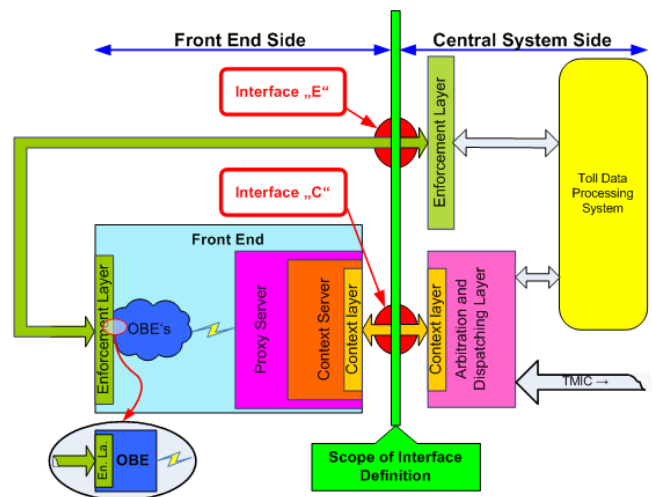 Front End Side
Central System Side
Interface „E“
Enforcement Layer
Toll Data
Processing
System
Interface „C“
Front End
Enforcement Layer
OBE's
Proxy Server
Context Server
Context layer
Context layer
Arbitration and
Dispatching Layer
TMIC →
En. La.
OBE
Scope of Interface
Definition